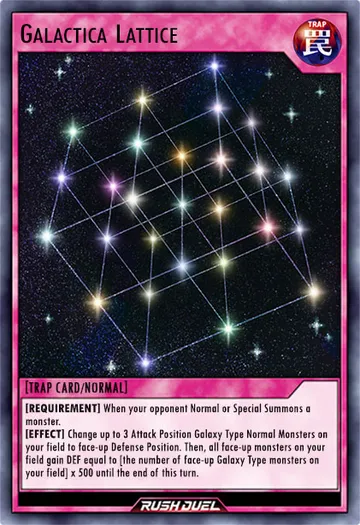 Galactica Lattice
TRAP
罠
[TRAP CARD/NORMAL]
[REQUIREMENT] When your opponent Normal or Special Summons a
monster.
[EFFECT] Change up to 3 Attack Position Galaxy Type Normal Monsters on
your field to face-up Defense Position. Then, all face-up monsters on your
field gain DEF equal to [the number of face-up Galaxy Type monsters on
your field] x 500 until the end of this turn.
RUSH DUEL